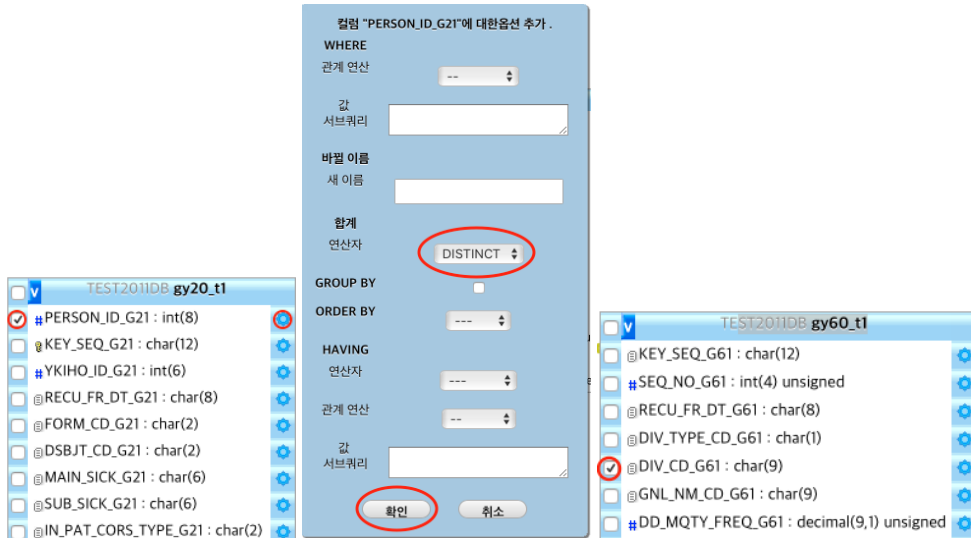 TEST2011DB gy20_t1
#PERSON_ID_G21 : int(8)
KEY_SEQ_G21 : char(12)
#YKIHO_ID_G21 : int(6)
RECU_FR_DT_G21 : char(8)
FORM_CD_G21 : char(2)
DSBJT_CD_G21 : char(2)
MAIN_SICK_G21 : char(6)
SUB_SICK_G21 : char(6)
IN_PAT_CORS_TYPE_G21 : char(2)
컬럼 "PERSON_ID_G21"에 대한옵션 추가 .
WHERE
관계 연산
--
값
서브쿼리
바뀔 이름
새 이름
합계
연산자
DISTINCT
GROUP BY
ORDER BY
---
HAVING
연산자
---
관계 연산
--
값
서브쿼리
확인
취소
TEST2011DB gy60_t1
KEY_SEQ_G61 : char(12)
#SEQ_NO_G61 : int(4) unsigned
RECU_FR_DT_G61 : char(8)
DIV_TYPE_CD_G61 : char(1)
DIV_CD_G61 : char(9)
GNL_NM_CD_G61 : char(9)
#DD_MQTY_FREQ_G61 : decimal(9,1) unsigned